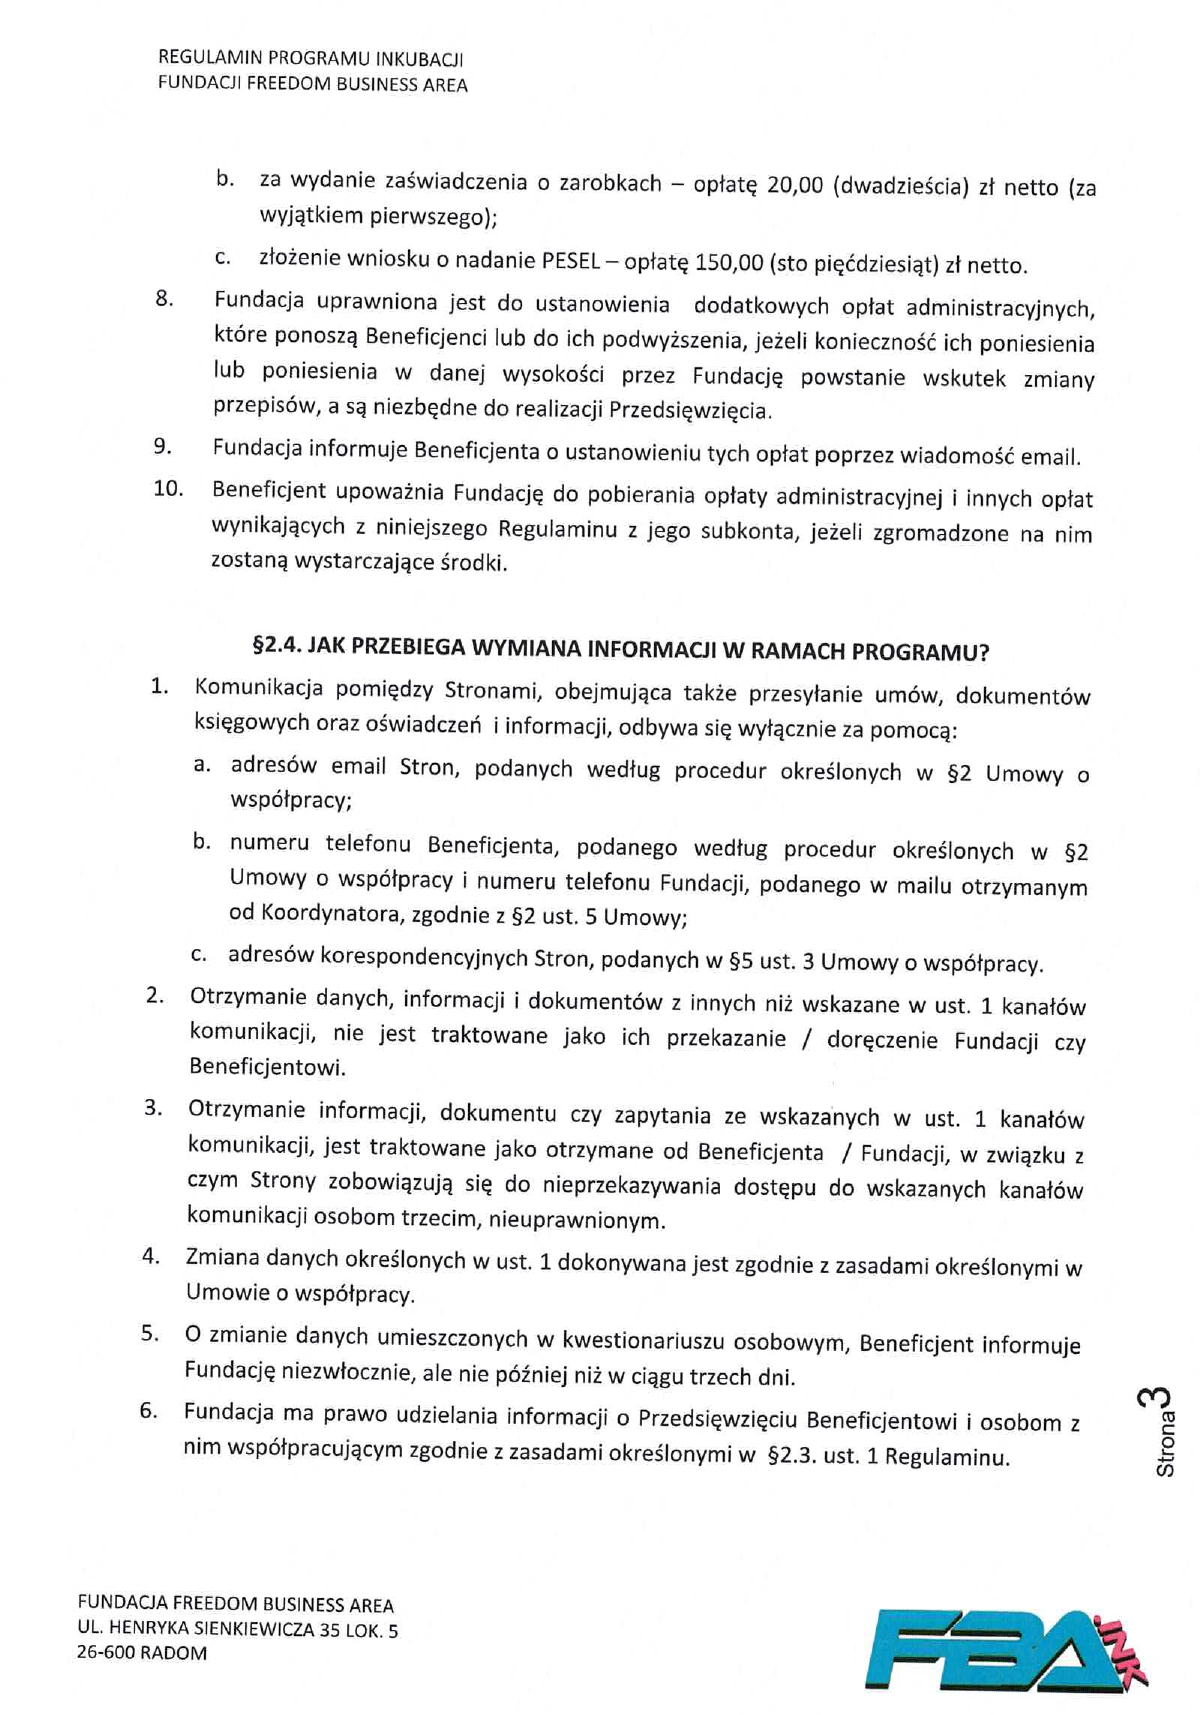 REGULAMIN PROGRAMU INKUBACJI
FUNDACJI FREEDOM BUSINESS AREA
b. za wydanie zaświadczenia o zarobkach – opłatę 20,00 (dwadzieścia) zł netto (za
wyjątkiem pierwszego);
c. złożenie wniosku o nadanie PESEL – opłatę 150,00 (sto pięćdziesiąt) zł netto.
8. Fundacja uprawniona jest do ustanowienia dodatkowych opłat administracyjnych,
które ponoszą Beneficjenci lub do ich podwyższenia, jeżeli konieczność ich poniesienia
lub poniesienia w danej wysokości przez Fundację powstanie wskutek zmiany
przepisów, a są niezbędne do realizacji Przedsięwzięcia.
9. Fundacja informuje Beneficjenta o ustanowieniu tych opłat poprzez wiadomość email.
10. Beneficjent upoważnia Fundację do pobierania opłaty administracyjnej i innych opłat
wynikających z niniejszego Regulaminu z jego subkonta, jeżeli zgromadzone na nim
zostaną wystarczające środki.
§2.4. JAK PRZEBIEGA WYMIANA INFORMACJI W RAMACH PROGRAMU?
1. Komunikacja pomiędzy Stronami, obejmująca także przesyłanie umów, dokumentów
księgowych oraz oświadczeń i informacji, odbywa się wyłącznie za pomocą:
a. adresów email Stron, podanych według procedur określonych w §2 Umowy o
współpracy;
b. numeru telefonu Beneficjenta, podanego według procedur określonych w §2
Umowy o współpracy i numeru telefonu Fundacji, podanego w mailu otrzymanym
od Koordynatora, zgodnie z §2 ust. 5 Umowy;
c. adresów korespondencyjnych Stron, podanych w §5 ust. 3 Umowy o współpracy.
2. Otrzymanie danych, informacji i dokumentów z innych niż wskazane w ust. 1 kanałów
komunikacji, nie jest traktowane jako ich przekazanie / doręczenie Fundacji czy
Beneficjentowi.
3. Otrzymanie informacji, dokumentu czy zapytania ze wskazanych w ust. 1 kanałów
komunikacji, jest traktowane jako otrzymane od Beneficjenta / Fundacji, w związku z
czym Strony zobowiązują się do nieprzekazywania dostępu do wskazanych kanałów
komunikacji osobom trzecim, nieuprawnionym.
4. Zmiana danych określonych w ust. 1 dokonywana jest zgodnie z zasadami określonymi w
Umowie o współpracy.
5. O zmianie danych umieszczonych w kwestionariuszu osobowym, Beneficjent informuje
Fundację niezwłocznie, ale nie później niż w ciągu trzech dni.
6. Fundacja ma prawo udzielania informacji o Przedsięwzięciu Beneficjentowi i osobom z
nim współpracującym zgodnie z zasadami określonymi w §2.3. ust. 1 Regulaminu.
Strona 3
FUNDACJA FREEDOM BUSINESS AREA
UL. HENRYKA SIENKIEWICZA 35 LOK. 5
26-600 RADOM
FBA.INK